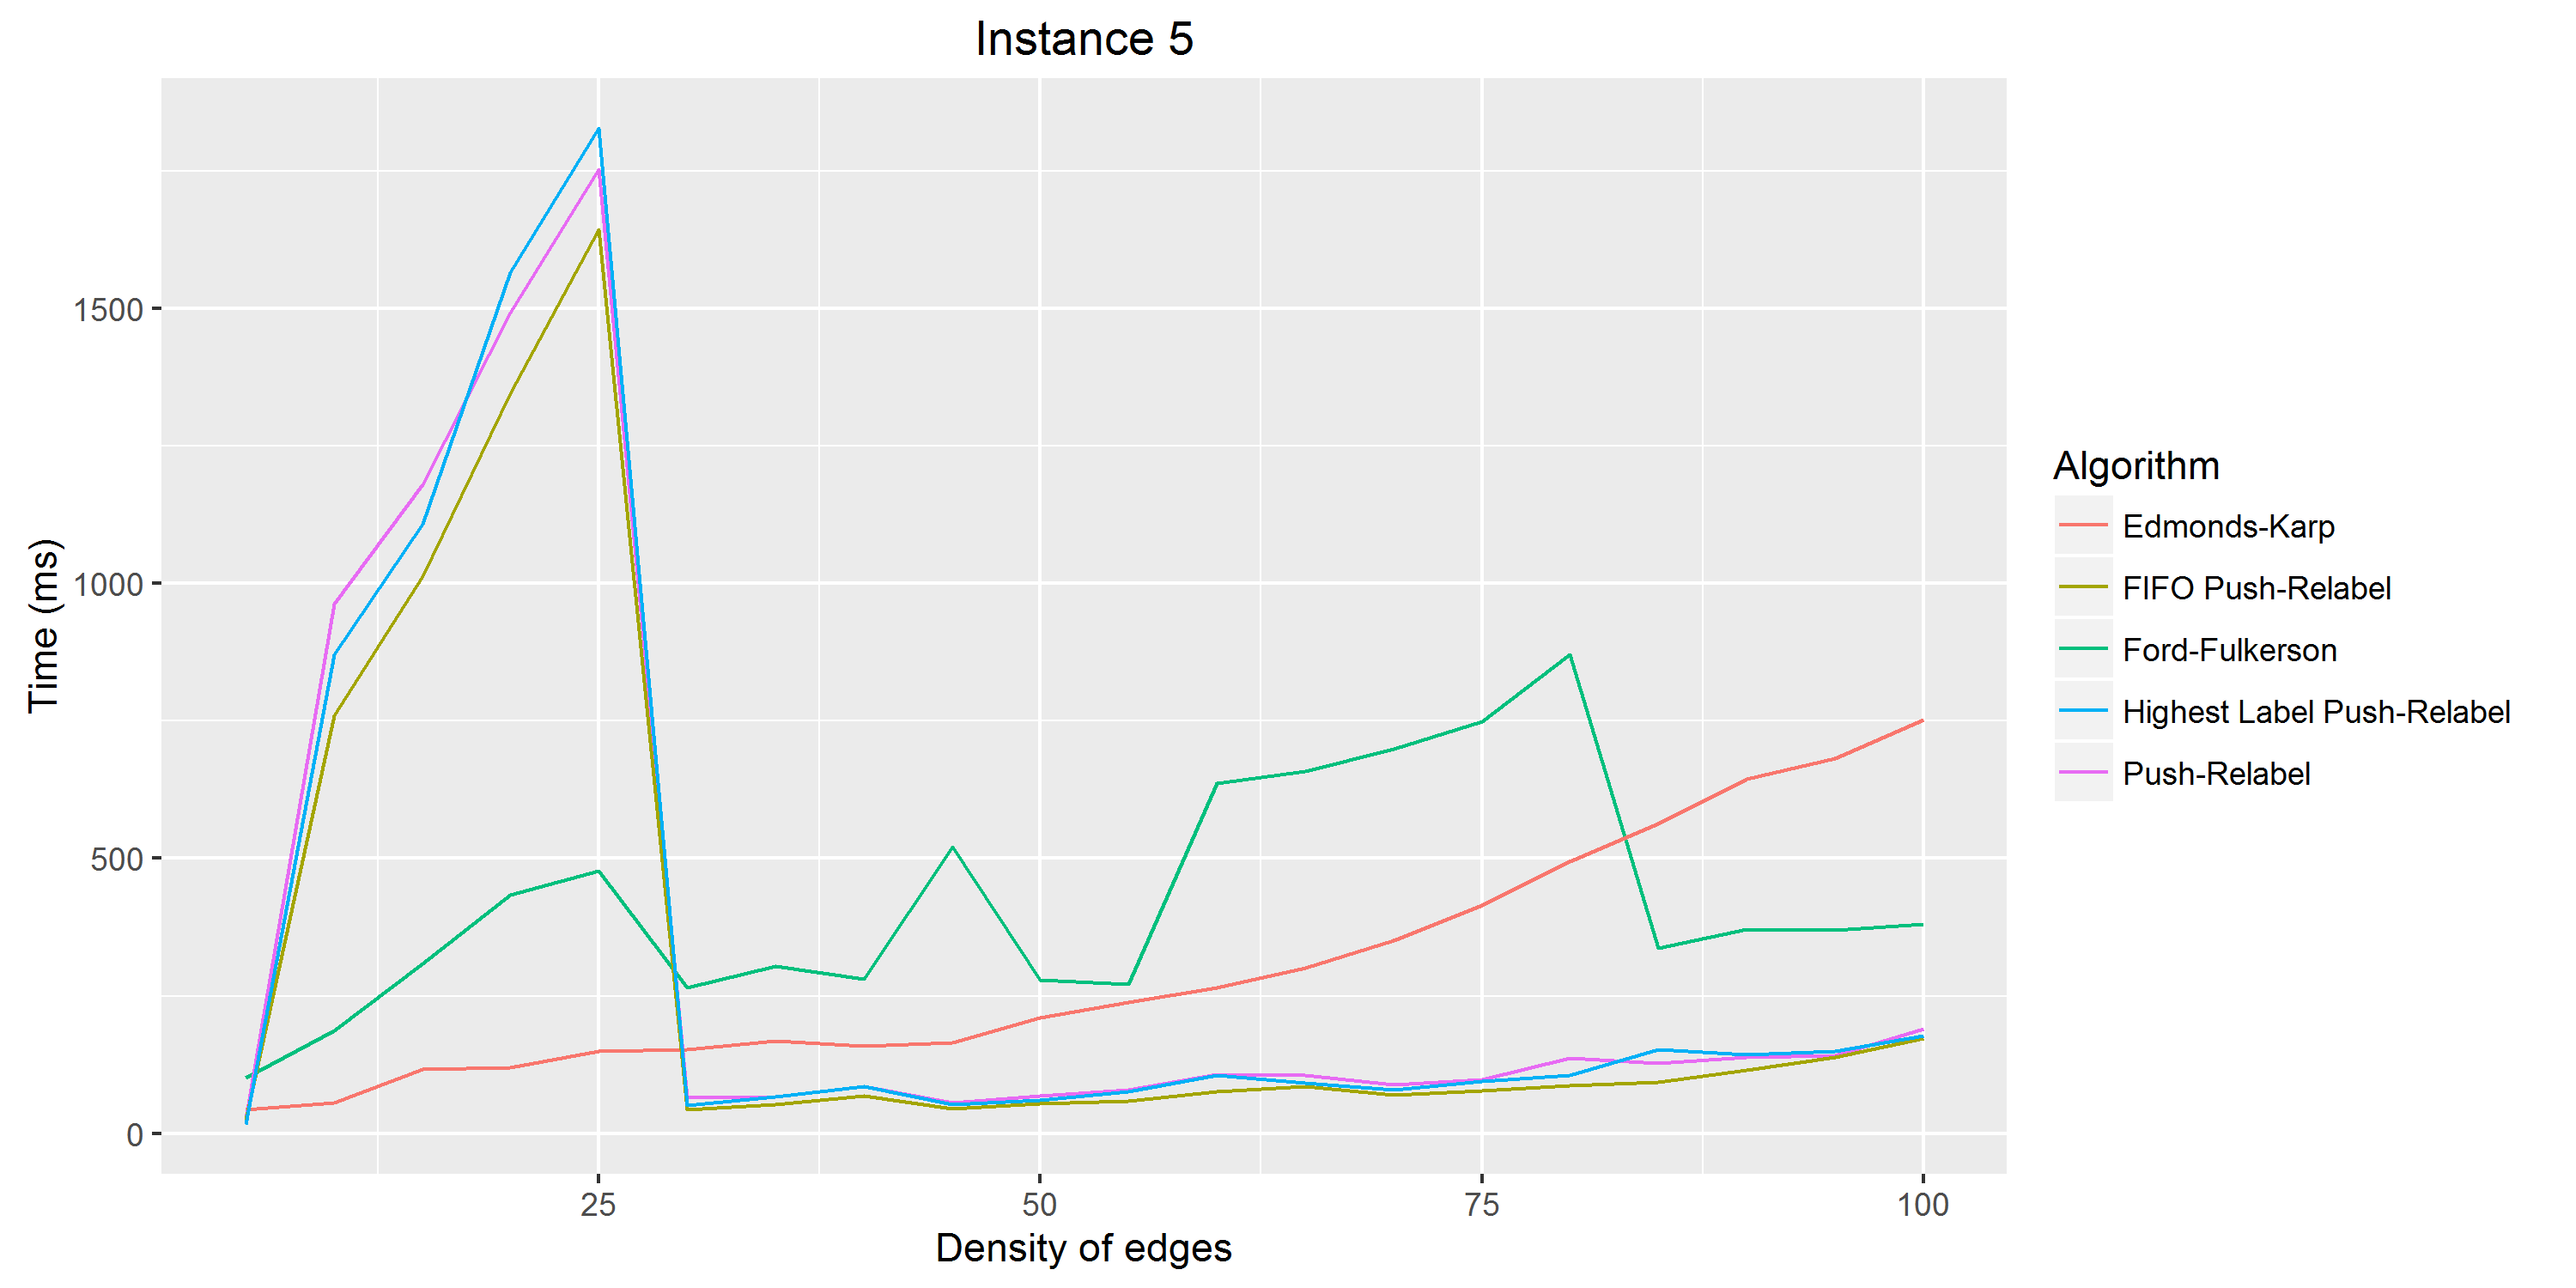 Instance 5
1500
1000
500
0
Time (ms)
25
50
75
100
Density of edges
Algorithm
Edmonds-Karp
FIFO Push-Relabel
Ford-Fulkerson
Highest Label Push-Relabel
Push-Relabel